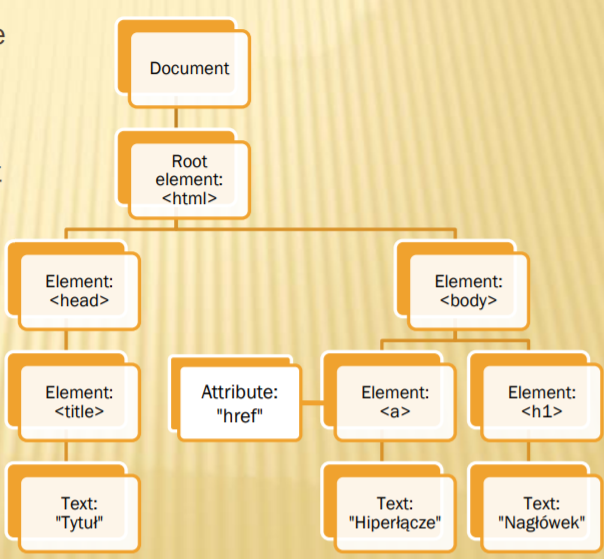 e
Document
t
Root
element:
<html>
Element:
<head>
Element:
<body>
Element:
<title>
Attribute:
"href"
Element:
<a>
Element:
<h1>
Text:
"Tytuł"
Text:
"Hiperłącze"
Text:
"Nagłówek"